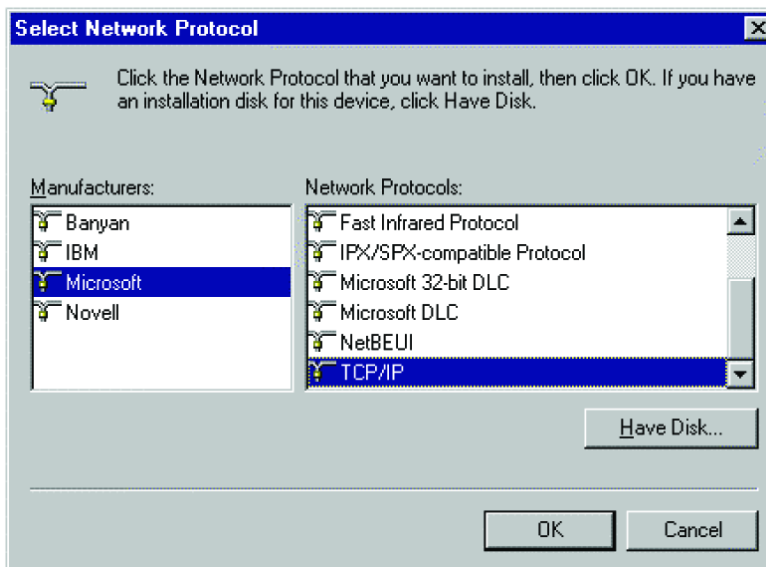 Select Network Protocol
Click the Network Protocol that you want to install, then click OK. If you have
an installation disk for this device, click Have Disk.
Manufacturers:
Banyan
IBM
Microsoft
Novell
Network Protocols:
Fast Infrared Protocol
IPX/SPX-compatible Protocol
Microsoft 32-bit DLC
Microsoft DLC
NetBEUI
TCP/IP
Have Disk...
OK
Cancel